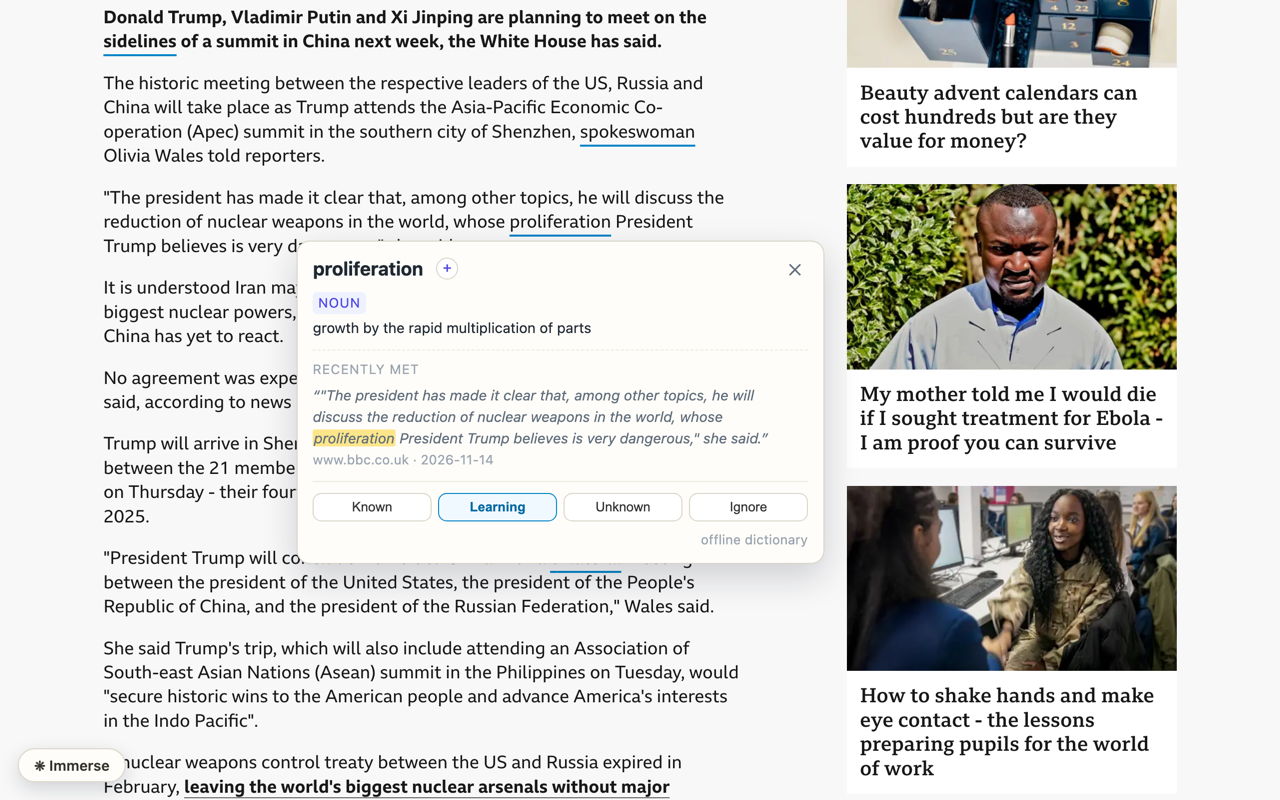 Donald Trump, Vladimir Putin and Xi Jinping are planning to meet on the
sidelines of a summit in China next week, the White House has said.
The historic meeting between the respective leaders of the US, Russia and
China will take place as Trump attends the Asia-Pacific Economic Co-
operation (Apec) summit in the southern city of Shenzhen, spokeswoman
Olivia Wales told reporters.
"The president has made it clear that, among other topics, he will discuss the
reduction of nuclear weapons in the world, whose proliferation President
Trump believes is very
It is understood Iran
biggest nuclear powers,
China has yet to react.
No agreement was
said, according to news
Trump will arrive in
between the 21
on Thursday - their
2025.
"President Trump will
between the president of the United States, the president of the People's
Republic of China, and the president of the Russian Federation," Wales said.
She said Trump's trip, which will also include attending an Association of
South-east Asian Nations (Asean) summit in the Philippines on Tuesday, would
"secure historic wins to the American people and advance America's interests
in the Indo Pacific".
nuclear weapons control treaty between the US and Russia expired in
February, leaving the world's biggest nuclear arsenals without major
proliferation +
NOUN
growth by the rapid multiplication of parts
RECENTLY MET
“"The president has made it clear that, among other topics, he will
discuss the reduction of nuclear weapons in the world, whose
proliferation President Trump believes is very dangerous," she said.”
www.bbc.co.uk · 2026-11-14
Known
Learning
Unknown
Ignore
offline dictionary
❋ Immerse
25
4
22
12
3
24
Beauty advent calendars can
cost hundreds but are they
value for money?
My mother told me I would die
if I sought treatment for Ebola -
I am proof you can survive
How to shake hands and make
eye contact - the lessons
preparing pupils for the world
of work